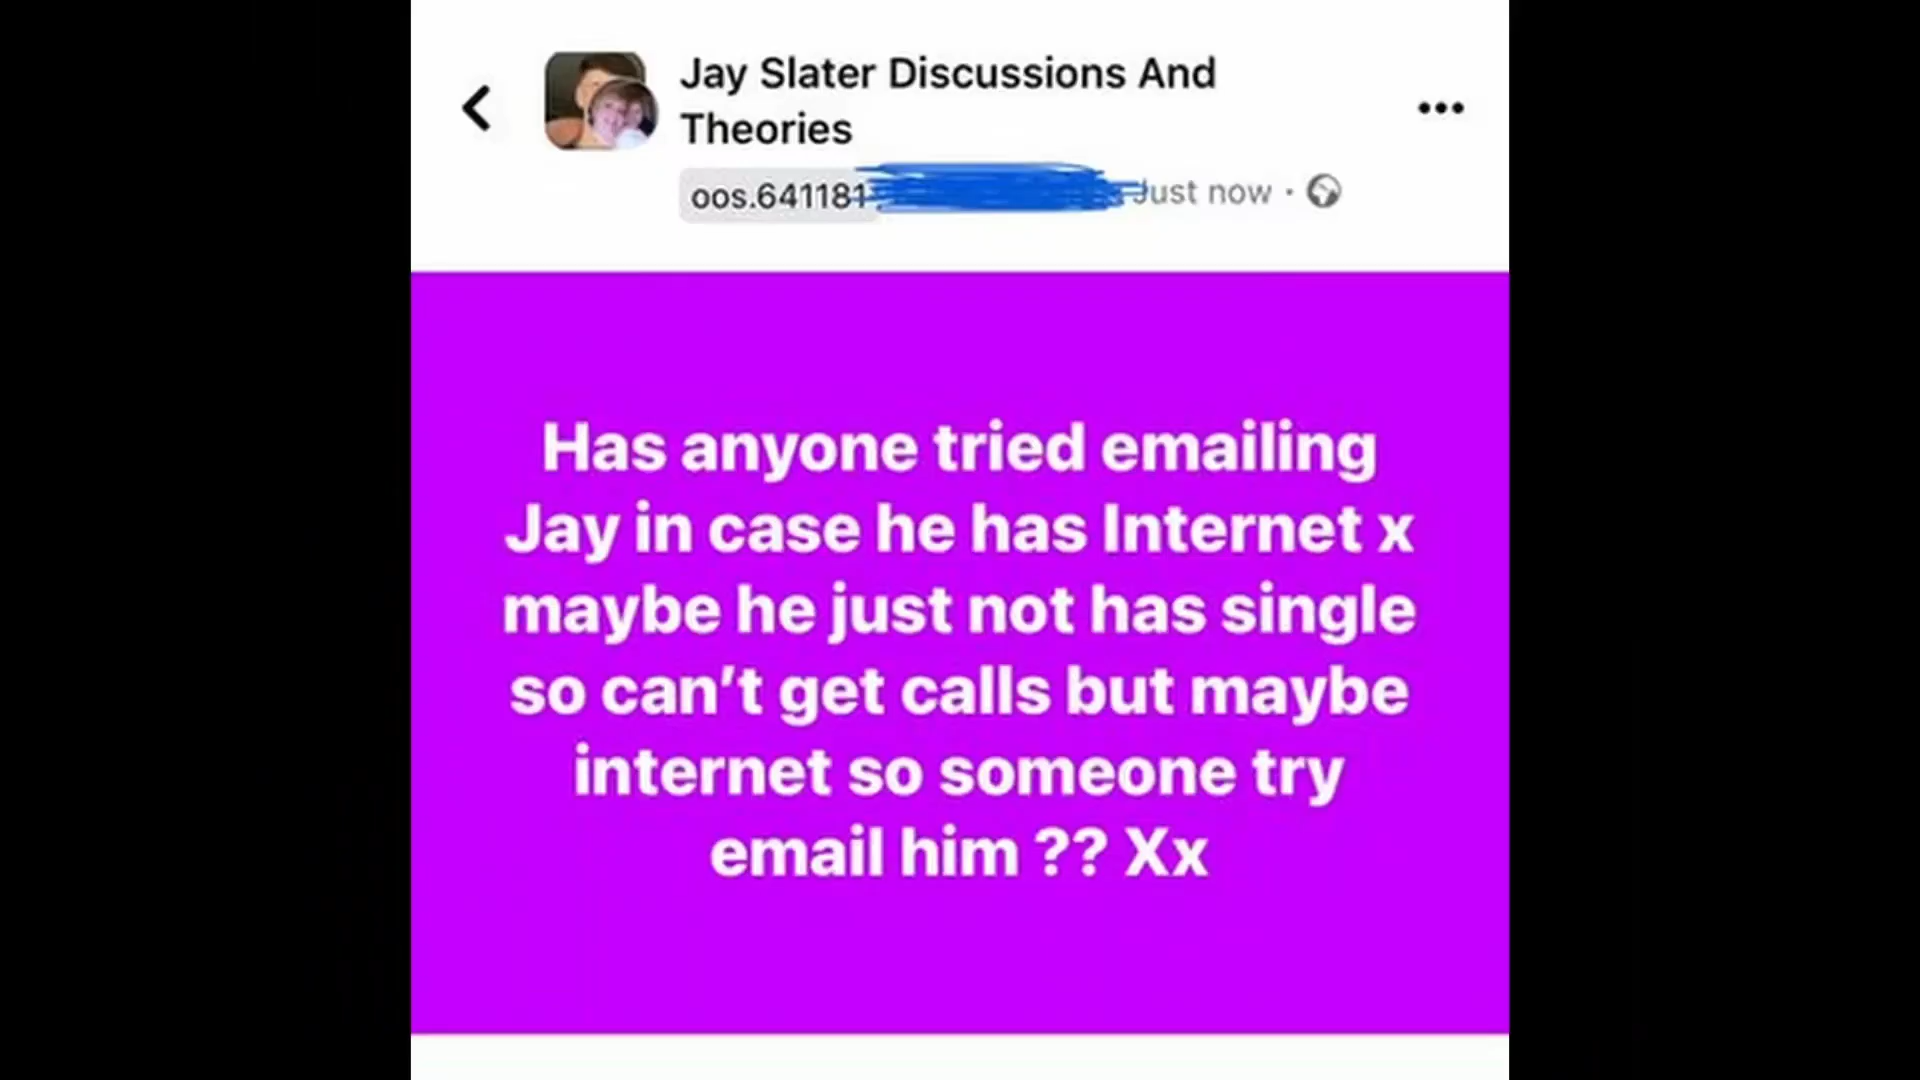 Jay Slater Discussions And
Theories
oos.641181
Just now ·
Has anyone tried emailing
Jay in case he has Internet x
maybe he just not has single
so can't get calls but maybe
internet so someone try
email him ?? Xx